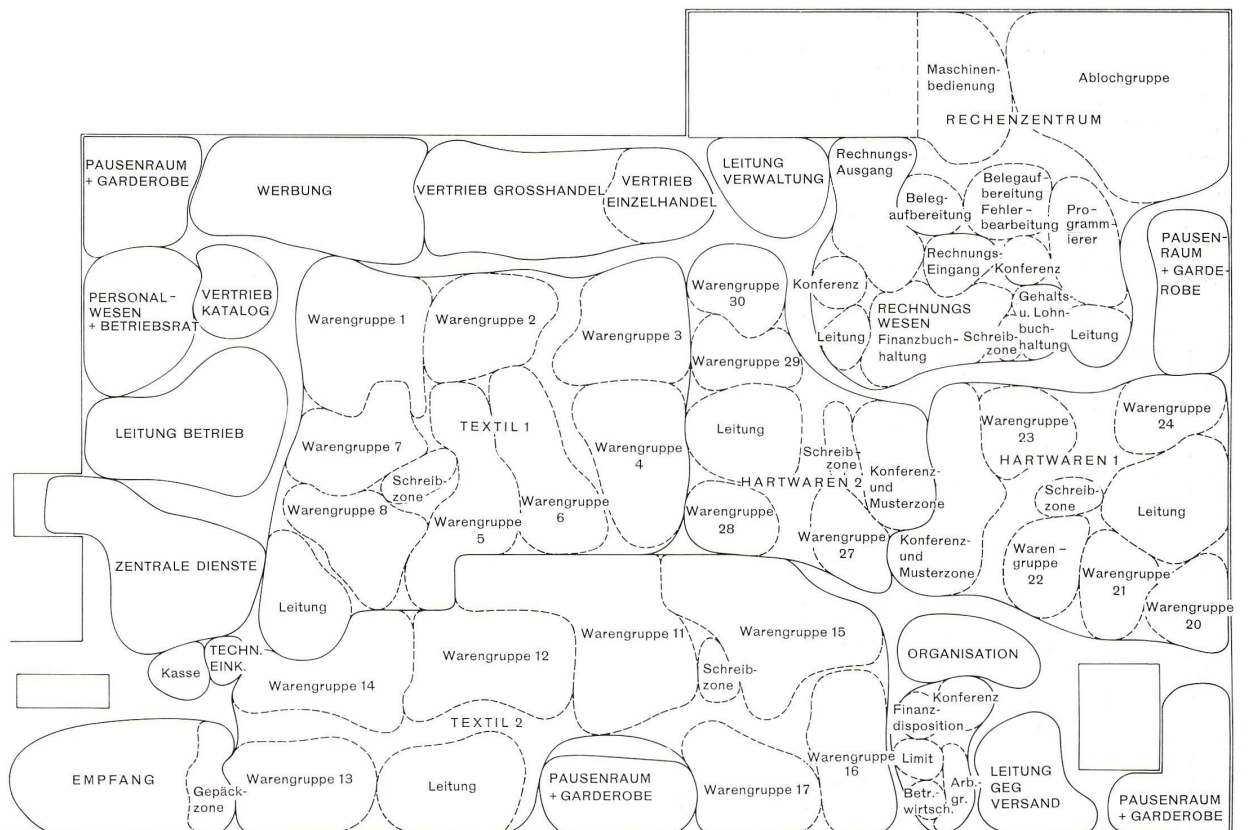 Maschinen-
bedienung
Ablochgruppe
RECHENZENTRUM
PAUSENRAUM
+ GARDEROBE
WERBUNG
VERTRIEB GROSSHANDEL
VERTRIEB
EINZELHANDEL
LEITUNG
VERWALTUNG
Rechnungs-
Ausgang
Beleg-
aufbereitung
Belegauf-
bereitung
Fehler-
bearbeitung
Pro-
gramm-
ierer
PAUSEN-
RAUM
+ GARDE-
ROBE
PERSONAL-
WESEN
+ BETRIEBSRAT
VERTRIEB
KATALOG
Warengruppe 1
Warengruppe 2
Warengruppe 3
Warengruppe
30
Konferenz
Rechnungs-
Eingang
Konferenz
RECHNUNGS
WESEN
Finanzbuch-
haltung
Schreib-
zone
Gehalts-
u. Lohn-
buch-
haltung
Leitung
Leitung
Warengruppe 29
LEITUNG BETRIEB
Warengruppe 7
TEXTIL 1
Warengruppe
4
Leitung
Schreib-
zone
HARTWAREN 2
Konferenz-
und
Musterzone
Warengruppe
23
Warengruppe
24
HARTWAREN 1
Schreib-
zone
Leitung
Schreib-
zone
Warengruppe 8
Warengruppe
5
Warengruppe
6
Warengruppe
28
Warengruppe
27
Konferenz-
und
Musterzone
Waren-
gruppe
22
Warengruppe
21
Warengruppe
20
ZENTRALE DIENSTE
Leitung
Kasse
TECHN.
EINK.
Warengruppe 14
Warengruppe 12
Warengruppe 11
Schreib-
zone
Warengruppe 15
ORGANISATION
Konferenz
Finanz-
disposition
TEXTIL 2
EMPFANG
Gepäck-
zone
Warengruppe 13
Leitung
PAUSENRAUM
+ GARDEROBE
Warengruppe 17
Warengruppe
16
Limit
Betr.-
wirtsch.
Arb.
gr.
LEITUNG
GEG
VERSAND
PAUSENRAUM
+ GARDEROBE